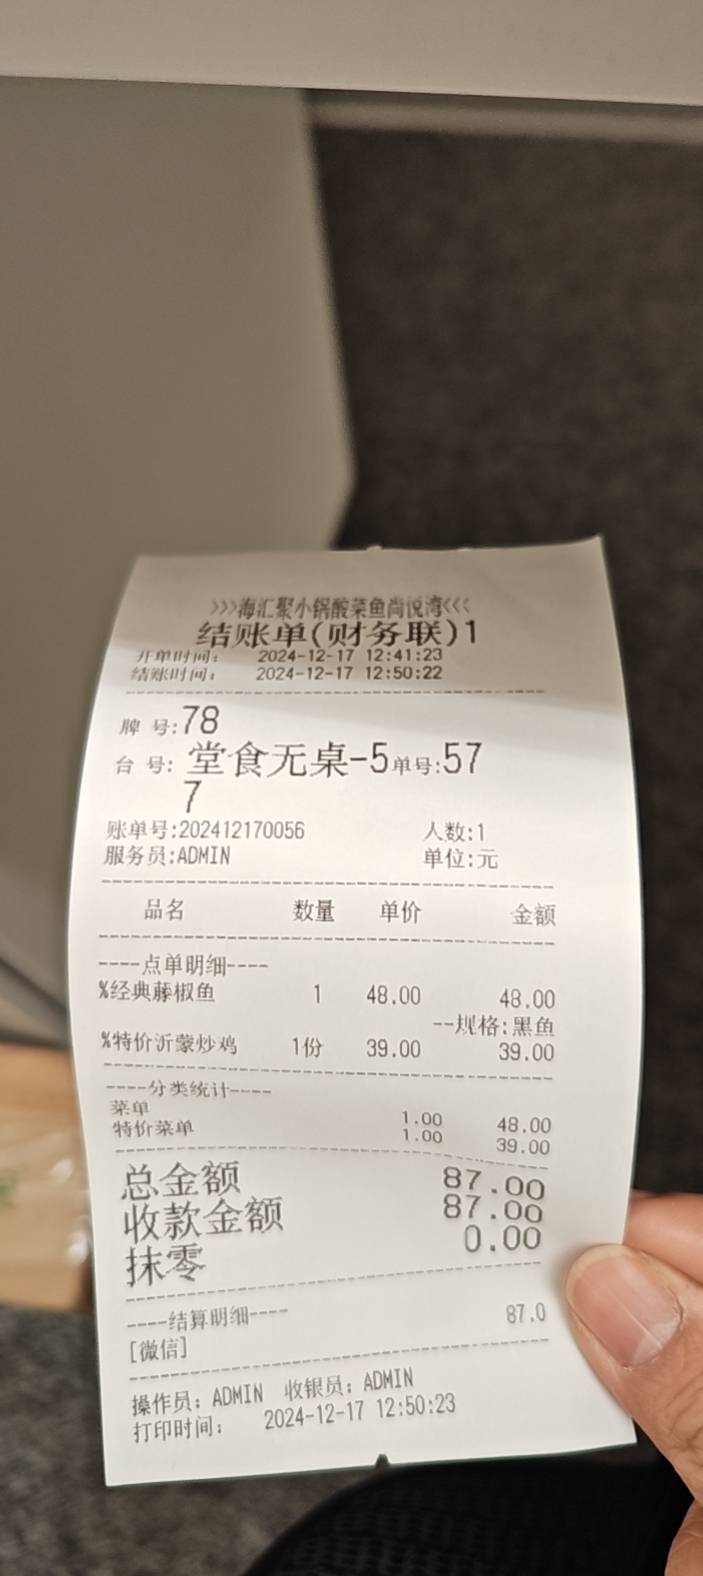 >>>海汇聚小锅酸菜鱼尚悦湾<<<
结账单(财务联)1
开单时间: 2024-12-17 12:41:23
结账时间: 2024-12-17 12:50:22
牌 号:78
台 号: 堂食无桌-5单号:57
7
账单号:202412170056 人数:1
服务员:ADMIN 单位:元
品名 数量 单价 金额
----点单明细----
%经典藤椒鱼 1 48.00 48.00
--规格:黑鱼
%特价沂蒙炒鸡 1份 39.00 39.00
----分类统计----
菜单 1.00 48.00
特价菜单 1.00 39.00
总金额 87.00
收款金额 87.00
抹零 0.00
----结算明细----
[微信] 87.0
操作员: ADMIN 收银员: ADMIN
打印时间: 2024-12-17 12:50:23